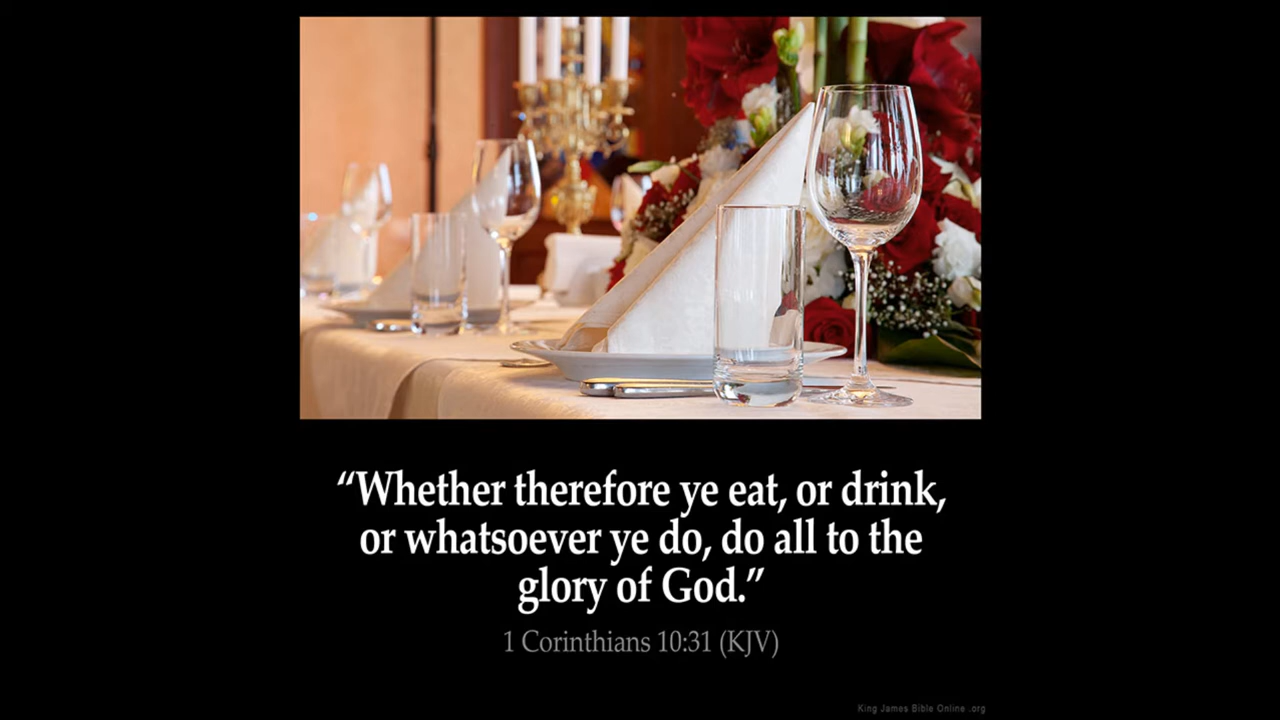 “Whether therefore ye eat, or drink,
or whatsoever ye do, do all to the
glory of God.”
1 Corinthians 10:31 (KJV)
King James Bible Online .org